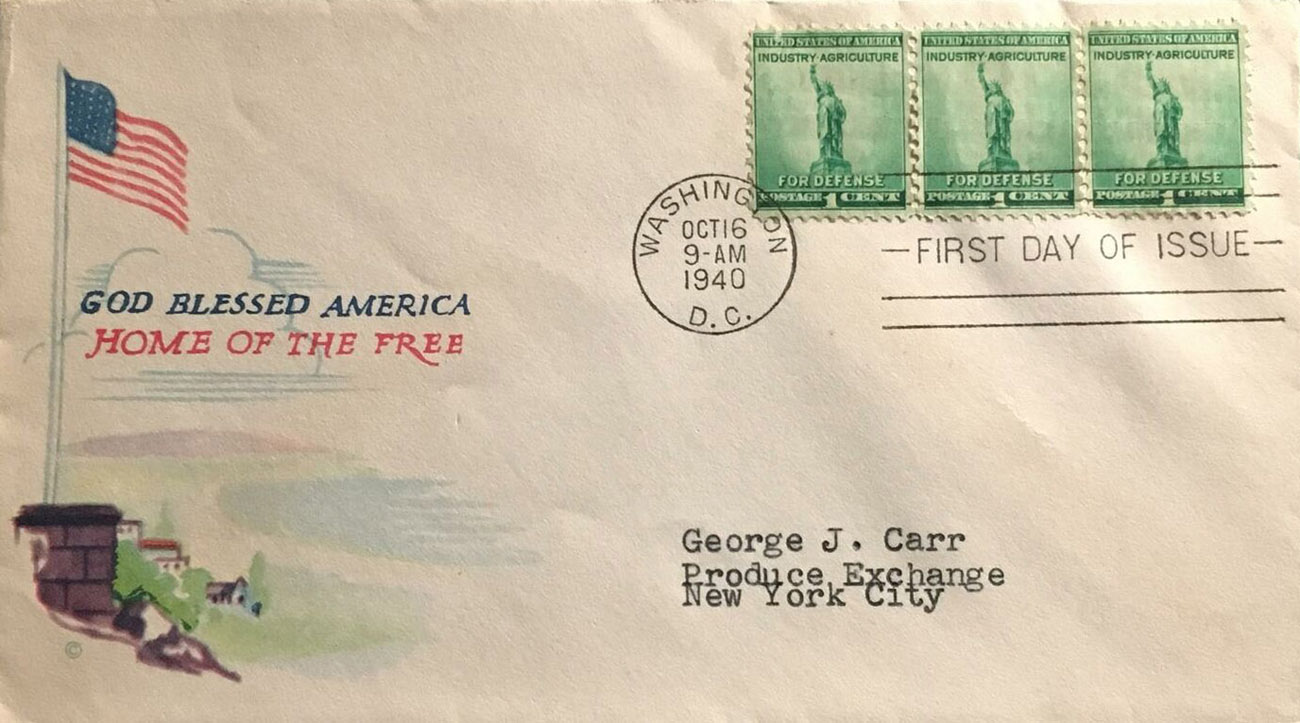 UNITED STATES OF AMERICA
INDUSTRY·AGRICULTURE
FOR DEFENSE
POSTAGE 1 CENT
UNITED STATES OF AMERICA
INDUSTRY·AGRICULTURE
FOR DEFENSE
POSTAGE 1 CENT
UNITED STATES OF AMERICA
INDUSTRY·AGRICULTURE
FOR DEFENSE
POSTAGE 1 CENT
WASHINGTON
OCT 16
9-AM
1940
D.C.
—FIRST DAY OF ISSUE—
GOD BLESSED AMERICA
HOME OF THE FREE
George J. Carr
Produce Exchange
New York City
©